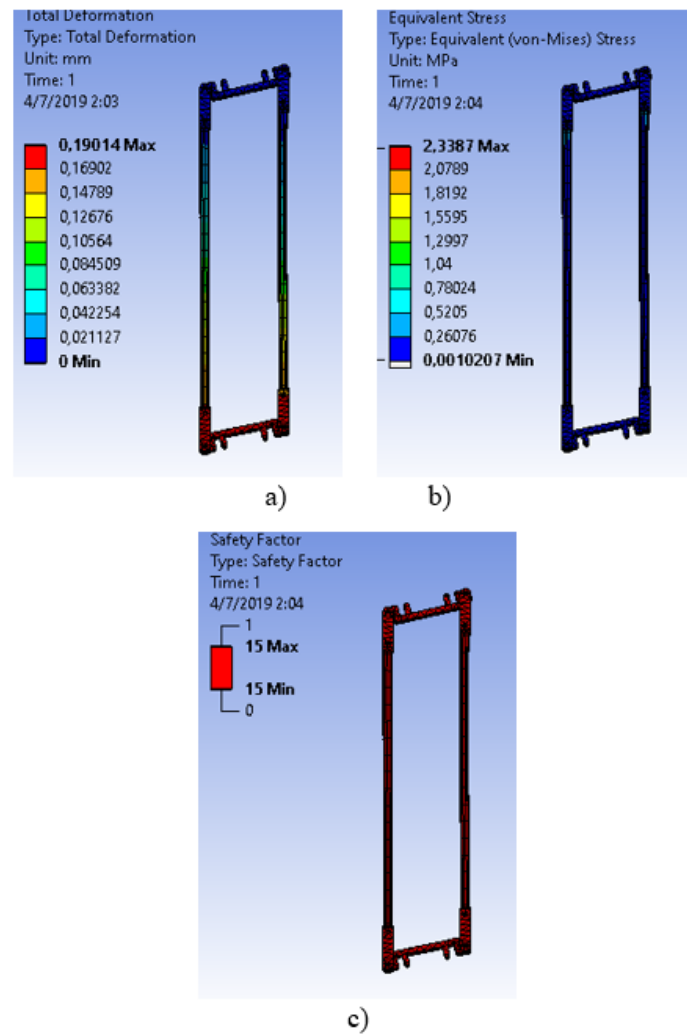 Total Deformation
Type: Total Deformation
Unit: mm
Time: 1
4/7/2019 2:03
0,19014 Max
0,16902
0,14789
0,12676
0,10564
0,084509
0,063382
0,042254
0,021127
0 Min
a)
Equivalent Stress
Type: Equivalent (von-Mises) Stress
Unit: MPa
Time: 1
4/7/2019 2:04
2,3387 Max
2,0789
1,8192
1,5595
1,2997
1,04
0,78024
0,5205
0,26076
0,0010207 Min
b)
Safety Factor
Type: Safety Factor
Time: 1
4/7/2019 2:04
1
15 Max
15 Min
0
c)